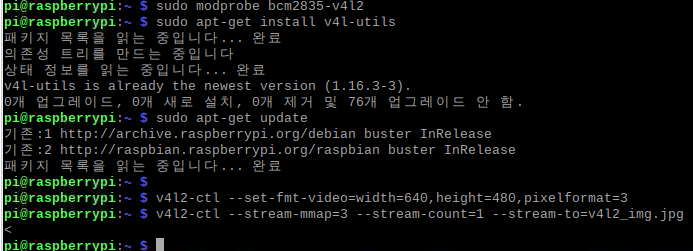 pi@raspberrypi:~ $ sudo modprobe bcm2835-v4l2
pi@raspberrypi:~ $ sudo apt-get install v4l-utils
패키지 목록을 읽는 중입니다... 완료
의존성 트리를 만드는 중입니다
상태 정보를 읽는 중입니다... 완료
v4l-utils is already the newest version (1.16.3-3).
0개 업그레이드, 0개 새로 설치, 0개 제거 및 76개 업그레이드 안 함.
pi@raspberrypi:~ $ sudo apt-get update
기존:1 http://archive.raspberrypi.org/debian buster InRelease
기존:2 http://raspbian.raspberrypi.org/raspbian buster InRelease
패키지 목록을 읽는 중입니다... 완료
pi@raspberrypi:~ $
pi@raspberrypi:~ $ v4l2-ctl --set-fmt-video=width=640,height=480,pixelformat=3
pi@raspberrypi:~ $ v4l2-ctl --stream-mmap=3 --stream-count=1 --stream-to=v4l2_img.jpg
<
pi@raspberrypi:~ $